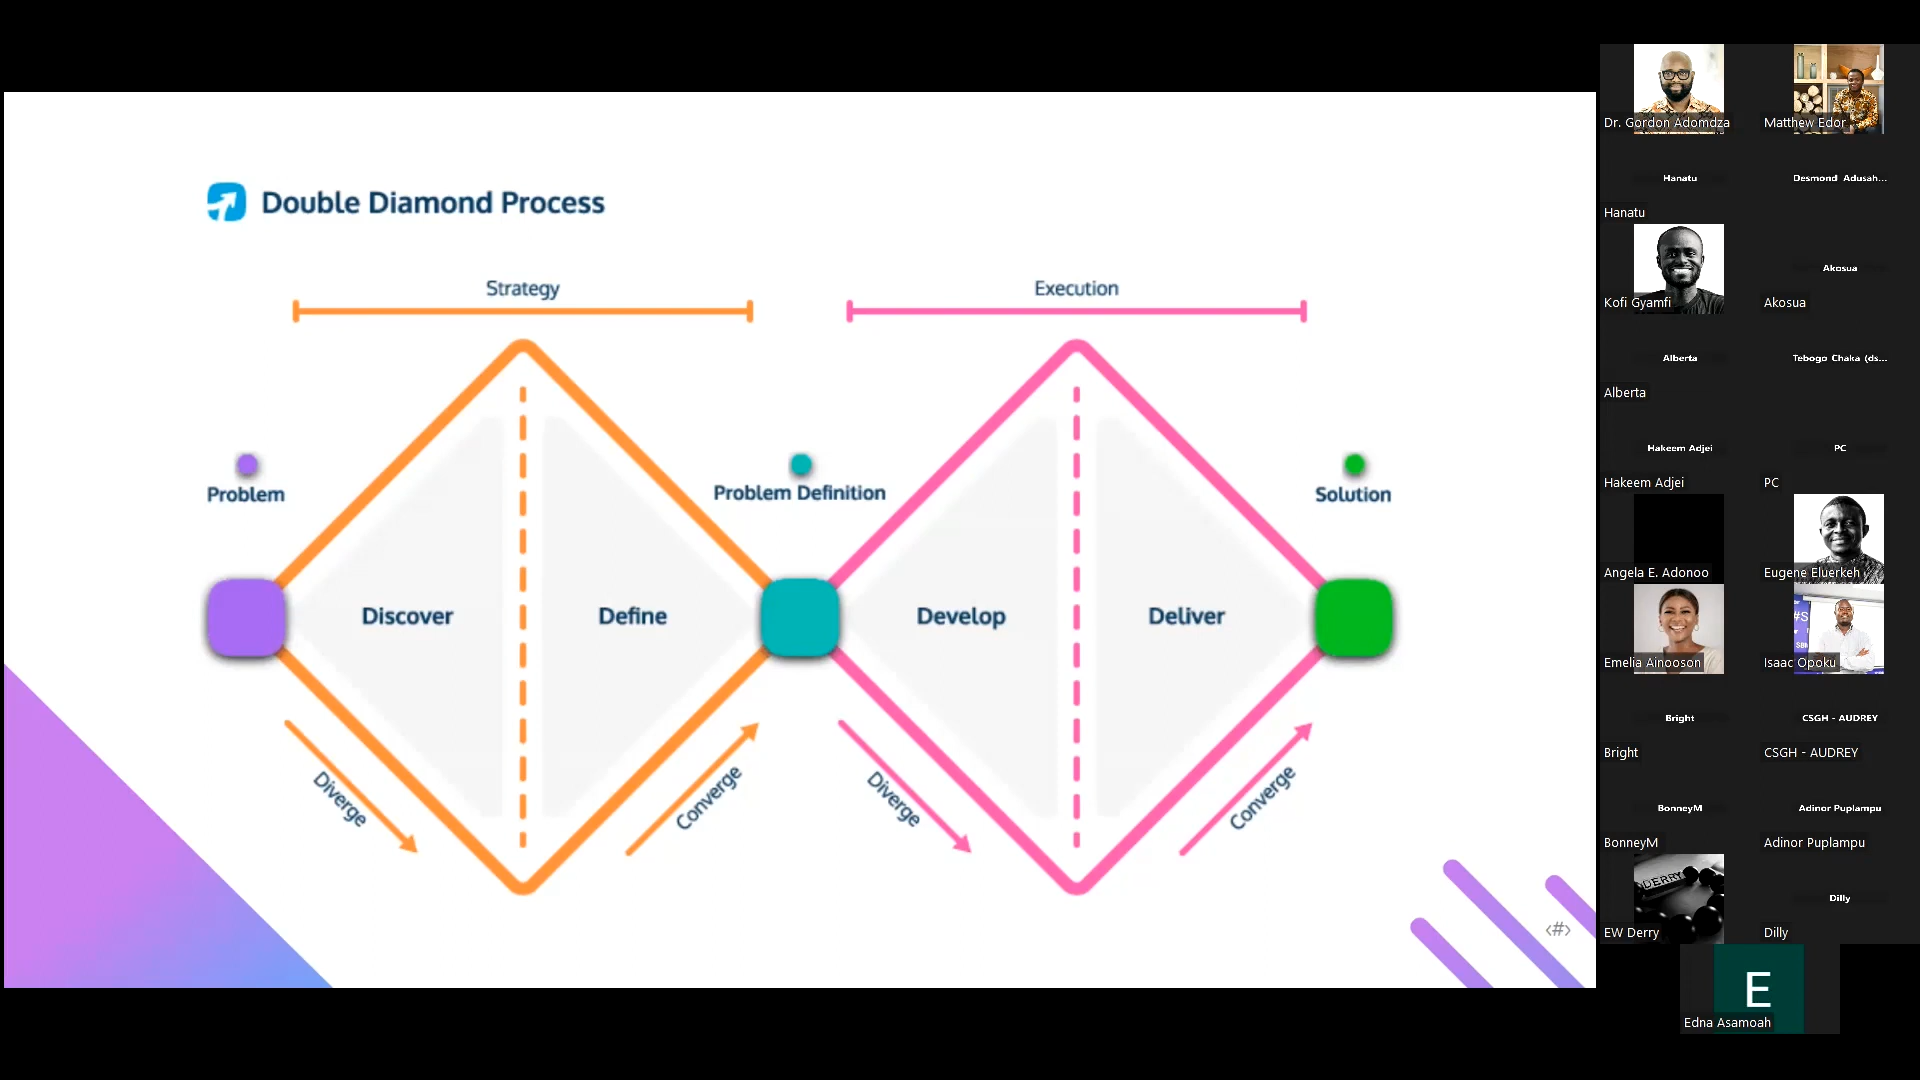 Double Diamond Process
Strategy
Execution
Problem
Problem Definition
Solution
Discover
Define
Develop
Deliver
Diverge
Converge
Diverge
Converge
<#>
Dr. Gordon Adomdza
Matthew Edor
Hanatu
Desmond Adusah...
Hanatu
Kofi Gyamfi
Akosua
Akosua
Alberta
Tebogo Chaka (ds...
Alberta
Hakeem Adjei
PC
Hakeem Adjei
PC
Angela E. Adonoo
Eugene Eluerkeh
#S
SB
Emelia Ainooson
Isaac Opoku
Bright
CSGH - AUDREY
Bright
CSGH - AUDREY
BonneyM
Adinor Puplampu
BonneyM
Adinor Puplampu
DERRY
Dilly
EW Derry
Dilly
E
Edna Asamoah